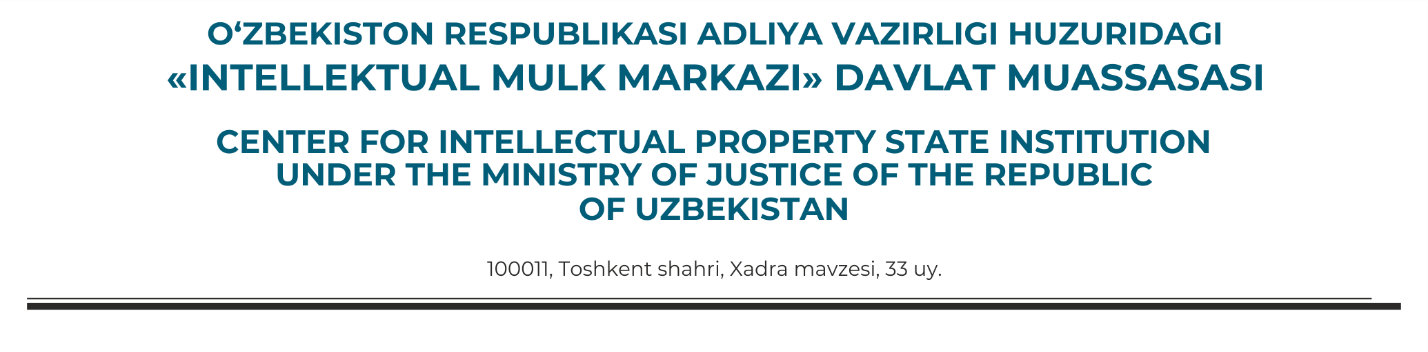 O‘ZBEKISTON RESPUBLIKASI ADLIYA VAZIRLIGI HUZURIDAGI
«INTELLEKTUAL MULK MARKAZI» DAVLAT MUASSASASI
CENTER FOR INTELLECTUAL PROPERTY STATE INSTITUTION
UNDER THE MINISTRY OF JUSTICE OF THE REPUBLIC
OF UZBEKISTAN
100011, Toshkent shahri, Xadra mavzesi, 33 uy.